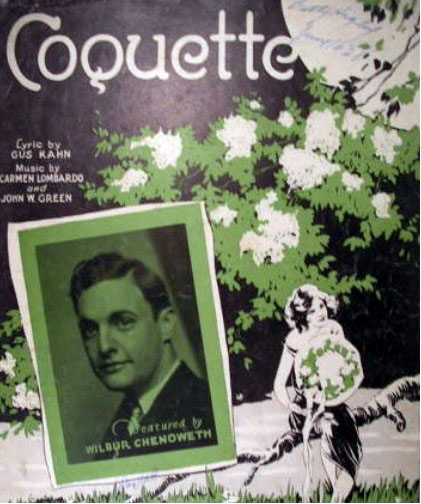 Coquette
Lyric by
GUS KAHN
Music by
CARMEN LOMBARDO
and
JOHN W. GREEN
Featured by
WILBUR CHENOWETH